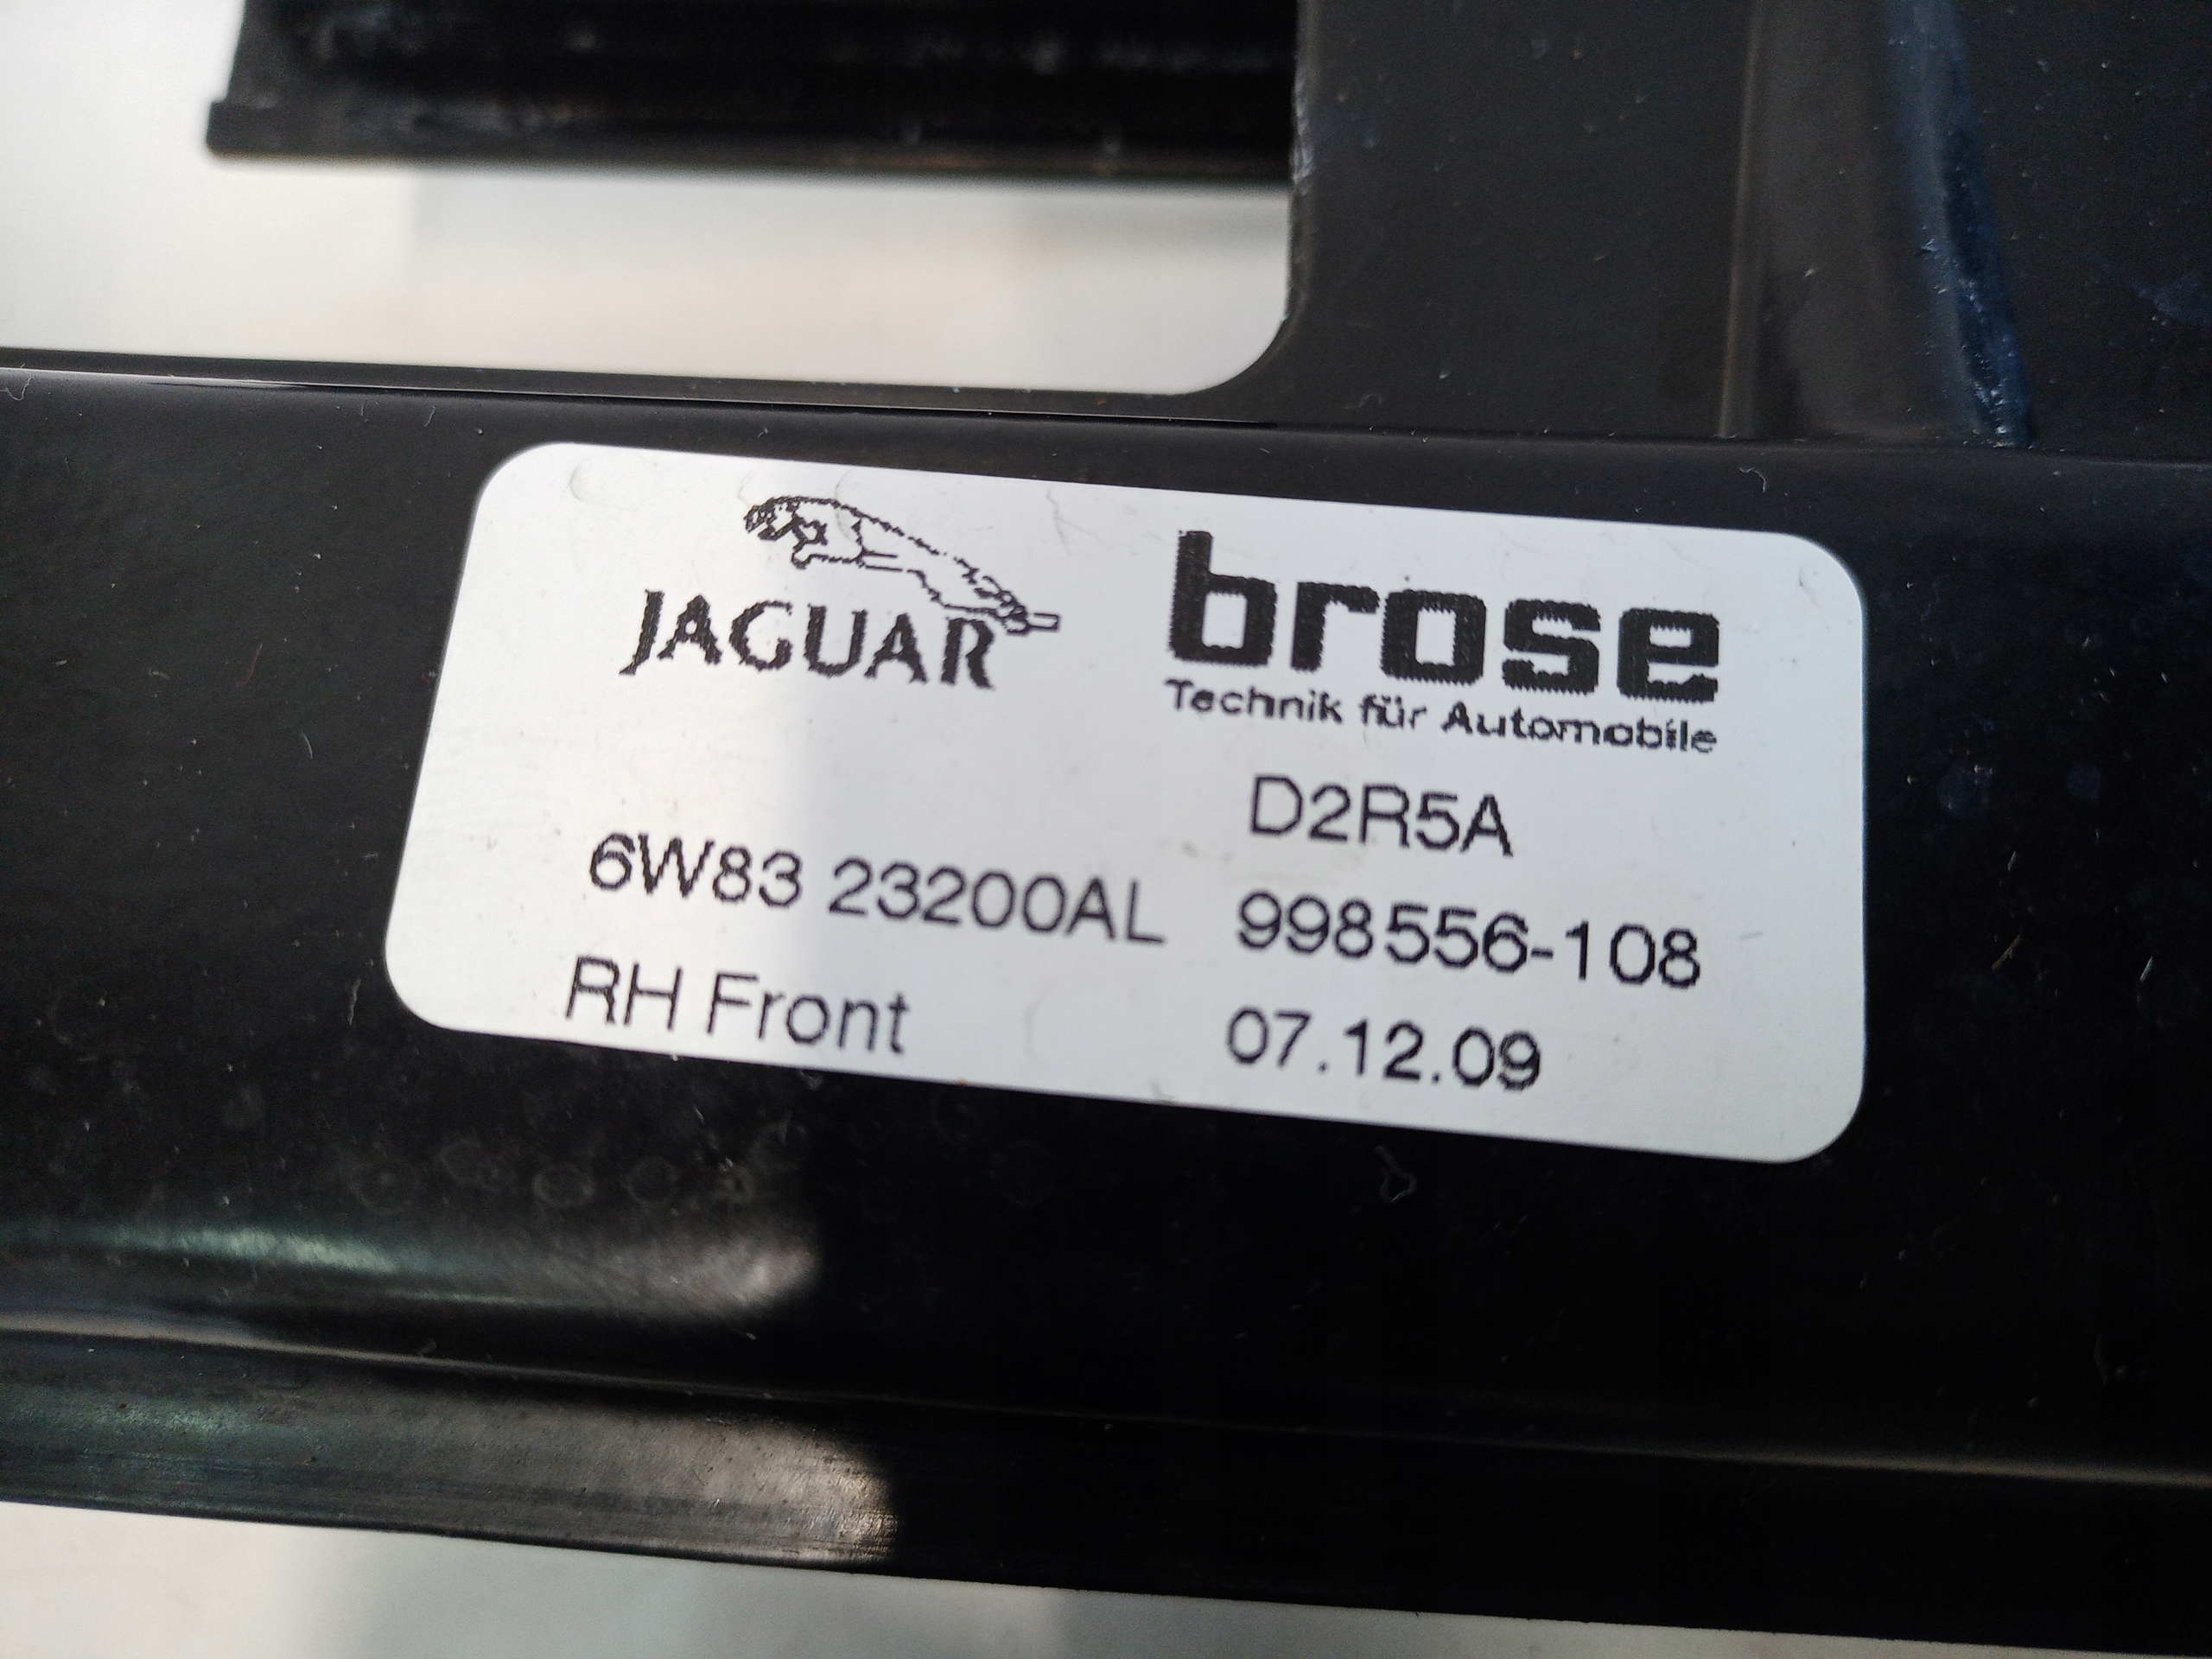 JAGUAR
brose
Technik für Automobile
D2R5A
6W83 23200AL 998556-108
RH Front 07.12.09